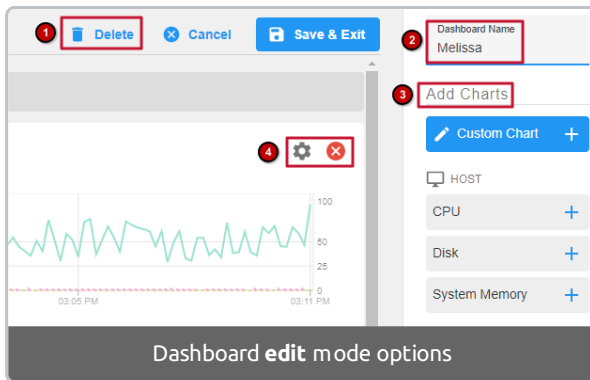 1 Delete Cancel Save & Exit
2 Dashboard Name
Melissa
3 Add Charts
4
Custom Chart +
HOST
CPU +
Disk +
System Memory +
100
50
25
0
03:05 PM 03:11 PM
Dashboard edit mode options